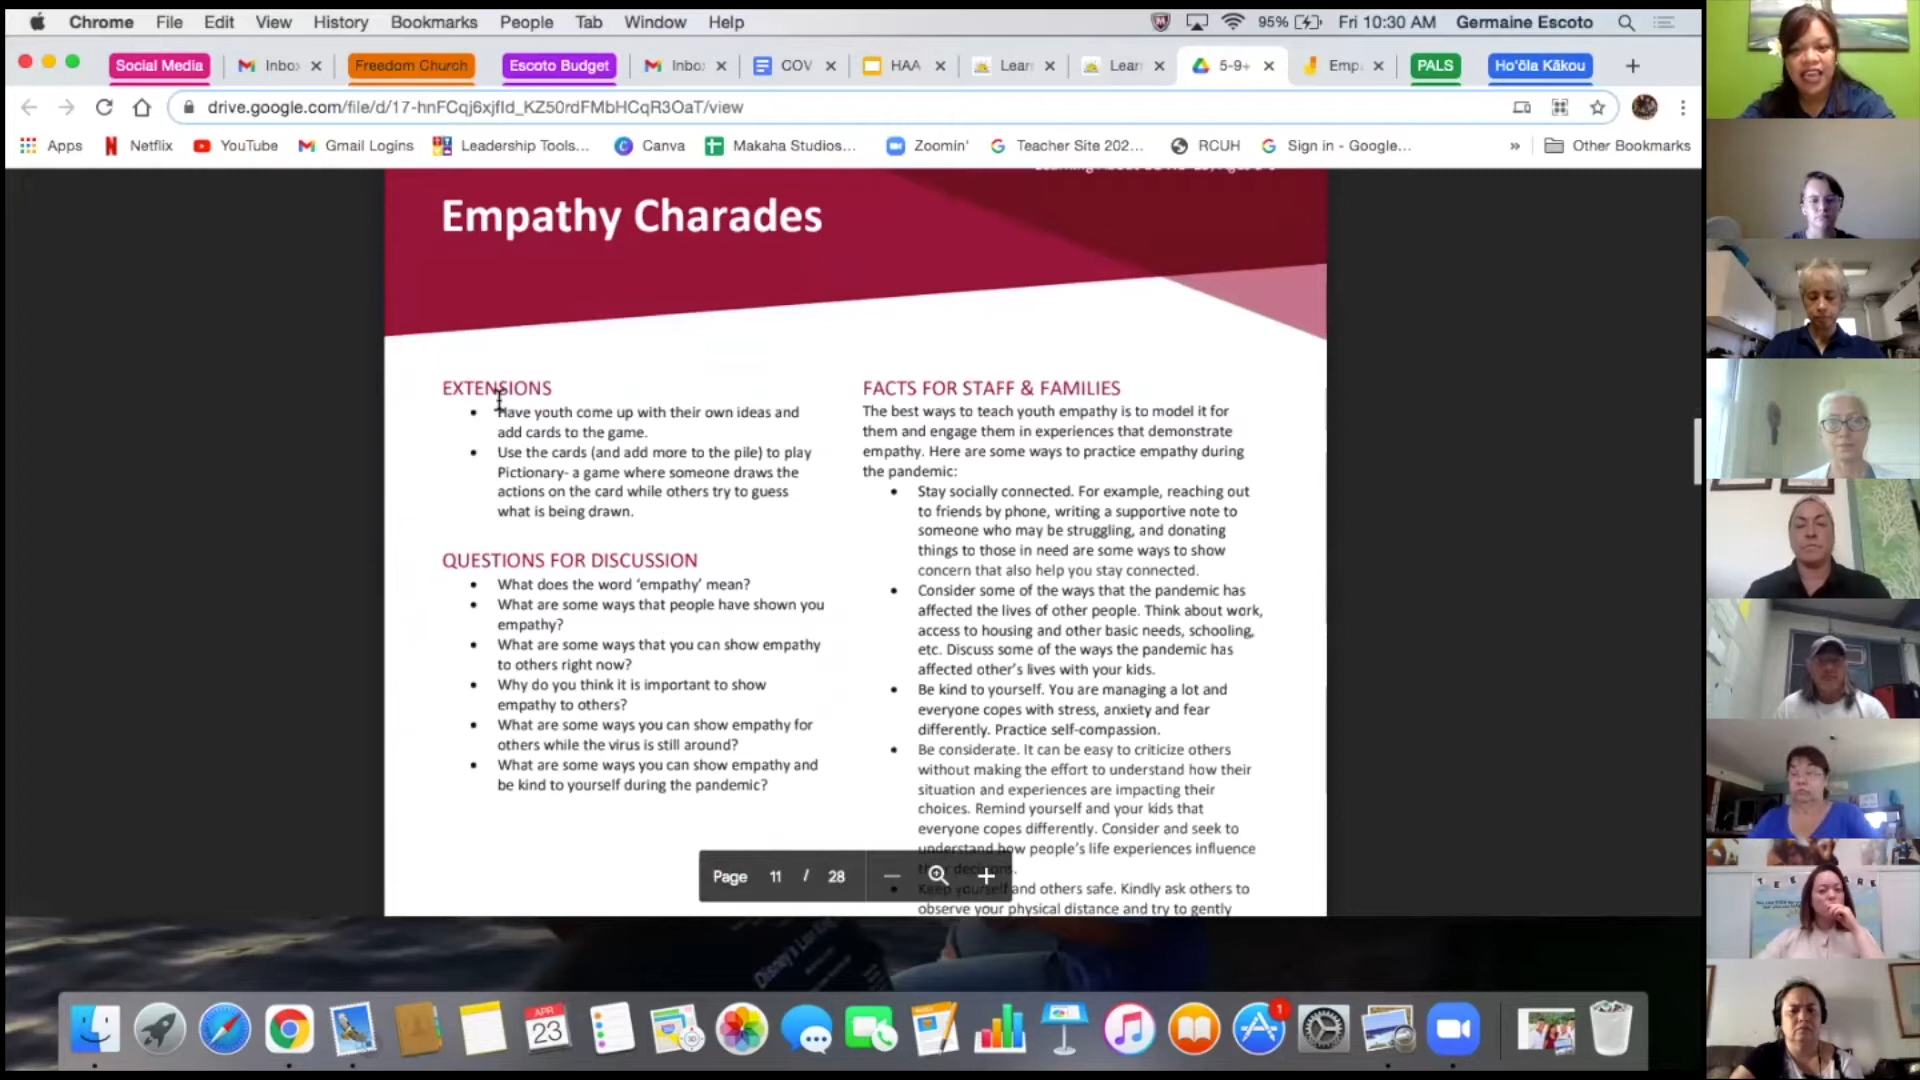 Chrome File Edit View History Bookmarks People Tab Window Help 95% Fri 10:30 AM Germaine Escoto
Social Media Inbo Freedom Church Escoto Budget Inbo COV HAA Lear Lear 5-9+ Emp PALS Ho‘ōla Kākou
drive.google.com/file/d/17-hnFCqj6xjfId_KZ50rdFMbHCqR3OaT/view
Apps Netflix YouTube Gmail Logins Leadership Tools... Canva Makaha Studios... Zoomin' Teacher Site 202... RCUH Sign in - Google... » Other Bookmarks
Empathy Charades
EXTENSIONS
• Have youth come up with their own ideas and
add cards to the game.
• Use the cards (and add more to the pile) to play
Pictionary- a game where someone draws the
actions on the card while others try to guess
what is being drawn.
QUESTIONS FOR DISCUSSION
• What does the word ‘empathy’ mean?
• What are some ways that people have shown you
empathy?
• What are some ways that you can show empathy
to others right now?
• Why do you think it is important to show
empathy to others?
• What are some ways you can show empathy for
others while the virus is still around?
• What are some ways you can show empathy and
be kind to yourself during the pandemic?
FACTS FOR STAFF & FAMILIES
The best ways to teach youth empathy is to model it for
them and engage them in experiences that demonstrate
empathy. Here are some ways to practice empathy during
the pandemic:
• Stay socially connected. For example, reaching out
to friends by phone, writing a supportive note to
someone who may be struggling, and donating
things to those in need are some ways to show
concern that also help you stay connected.
• Consider some of the ways that the pandemic has
affected the lives of other people. Think about work,
access to housing and other basic needs, schooling,
etc. Discuss some of the ways the pandemic has
affected other’s lives with your kids.
• Be kind to yourself. You are managing a lot and
everyone copes with stress, anxiety and fear
differently. Practice self-compassion.
• Be considerate. It can be easy to criticize others
without making the effort to understand how their
situation and experiences are impacting their
choices. Remind yourself and your kids that
everyone copes differently. Consider and seek to
understand how people’s life experiences influence
their decisions.
• Keep yourself and others safe. Kindly ask others to
observe your physical distance and try to gently
Page 11 / 28
APR
23
1